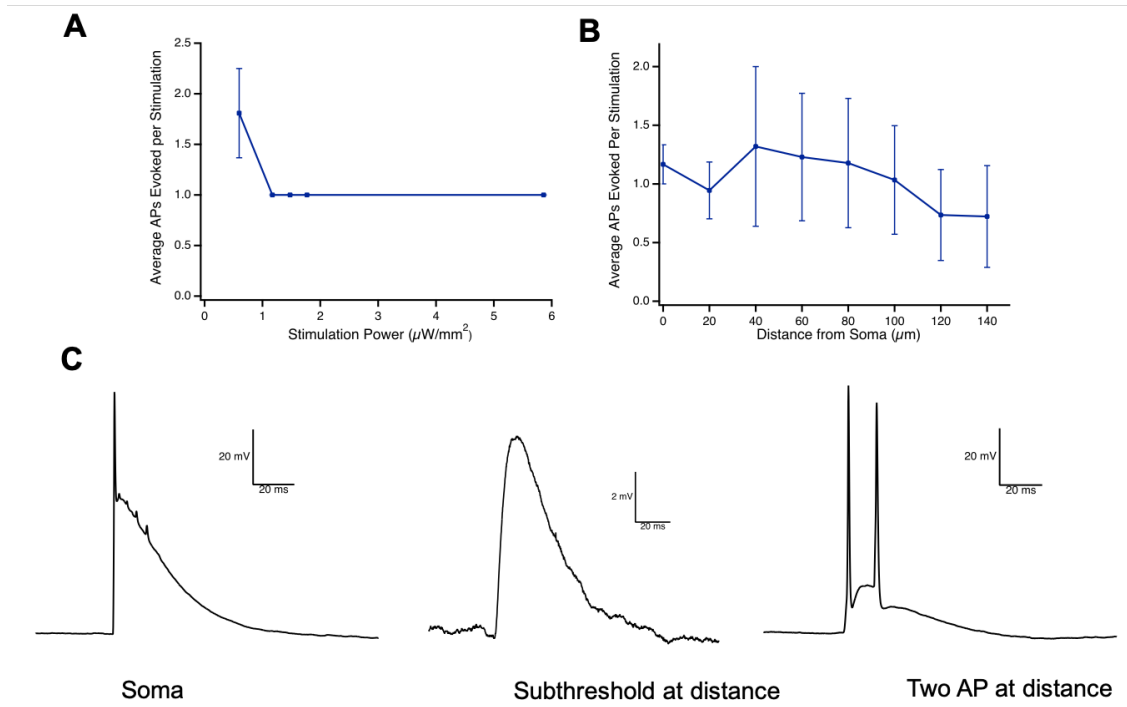 A
Average APs Evoked per Stimulation
2.5
2.0
1.5
1.0
0.5
0.0
0 1 2 3 4 5 6
Stimulation Power (µW/mm²)
B
Average APs Evoked Per Stimulation
2.0
1.5
1.0
0.5
0.0
0 20 40 60 80 100 120 140
Distance from Soma (µm)
C
20 mV
20 ms
2 mV
20 ms
20 mV
20 ms
Soma
Subthreshold at distance
Two AP at distance